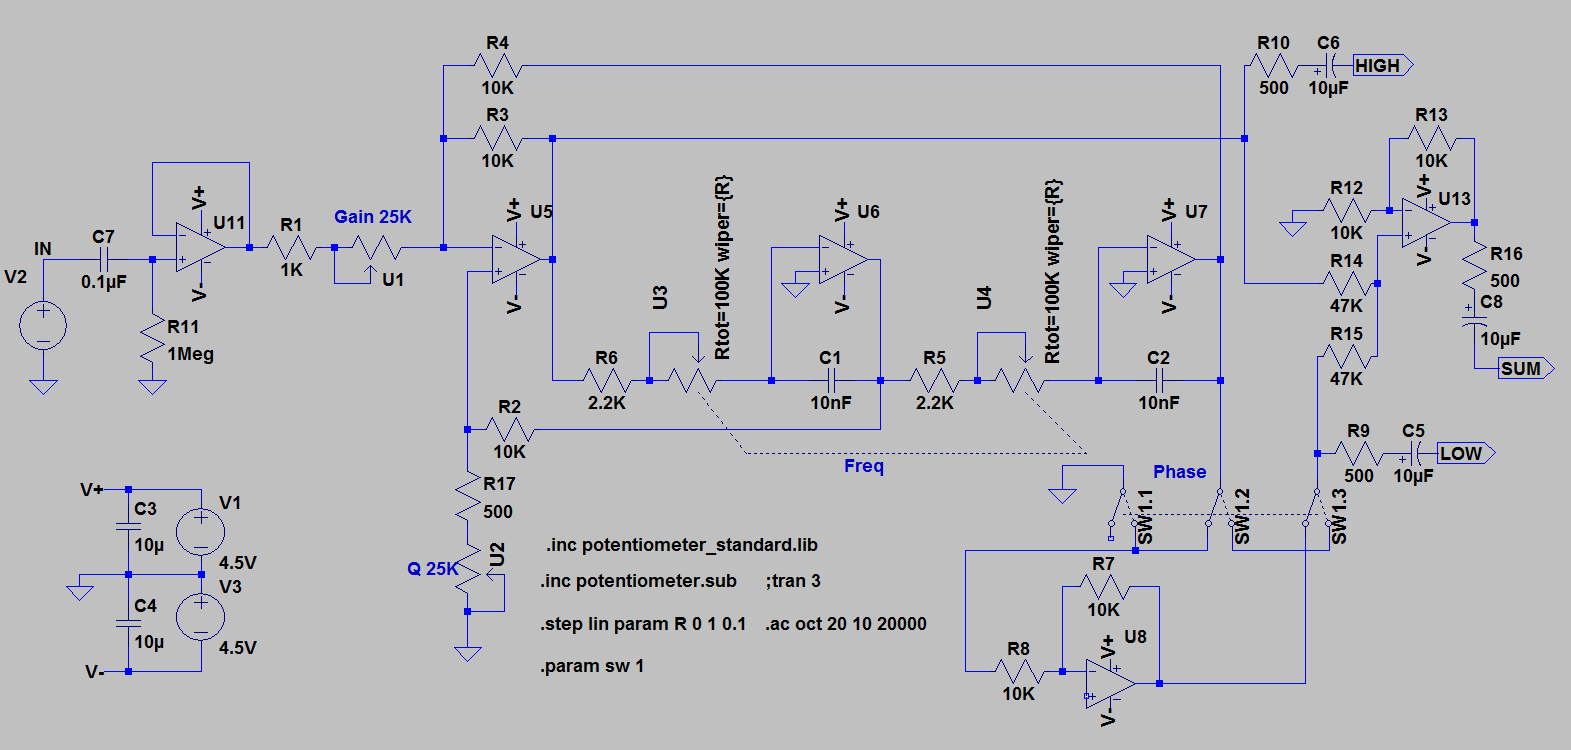 R4
10K
R3
10K
R10
500
C6
+
10µF
HIGH
R13
10K
R12
10K
V+
U13
V-
R14
47K
R15
47K
R16
500
C8
+
10µF
SUM
IN
V2
C7
0.1µF
V+
U11
V-
R11
1Meg
R1
1K
Gain 25K
U1
V+
U5
V-
U3
Rtot=100K wiper={R}
V+
U6
V-
U4
Rtot=100K wiper={R}
V+
U7
V-
R6
2.2K
C1
10nF
R5
2.2K
C2
10nF
R2
10K
Freq
Phase
R9
500
C5
+
10µF
LOW
SW1.1
SW1.2
SW1.3
R17
500
Q 25K
U2
V+
C3
10µ
V1
4.5V
C4
10µ
V3
4.5V
V-
.inc potentiometer_standard.lib
.inc potentiometer.sub ;tran 3
.step lin param R 0 1 0.1 .ac oct 20 10 20000
.param sw 1
R7
10K
R8
10K
V+
U8
V-